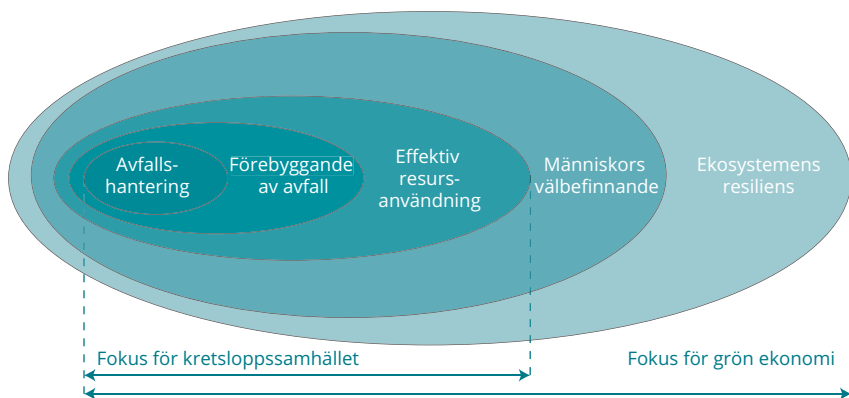 Avfalls-
hantering
Förebyggande
av avfall
Effektiv
resurs-
användning
Människors
välbefinnande
Ekosystemens
resiliens
Fokus för kretsloppssamhället
Fokus för grön ekonomi